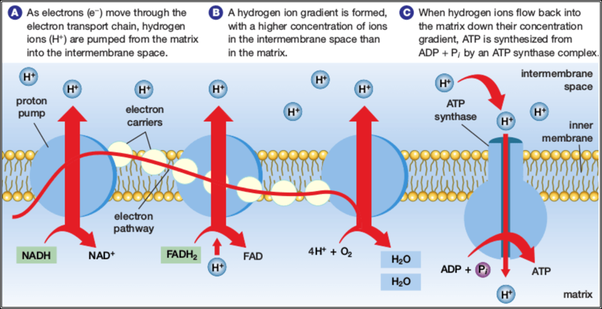 A As electrons (e⁻) move through the
electron transport chain, hydrogen
ions (H⁺) are pumped from the matrix
into the intermembrane space.
B A hydrogen ion gradient is formed,
with a higher concentration of ions
in the intermembrane space than
in the matrix.
C When hydrogen ions flow back into
the matrix down their concentration
gradient, ATP is synthesized from
ADP + Pi by an ATP synthase complex.
H⁺
H⁺
H⁺
H⁺
H⁺
H⁺
H⁺
H⁺
H⁺
intermembrane
space
proton
pump
electron
carriers
ATP
synthase
inner
membrane
electron
pathway
NADH
NAD⁺
FADH₂
H⁺
FAD
4H⁺ + O₂
H₂O
H₂O
ADP + Pi
ATP
H⁺
matrix